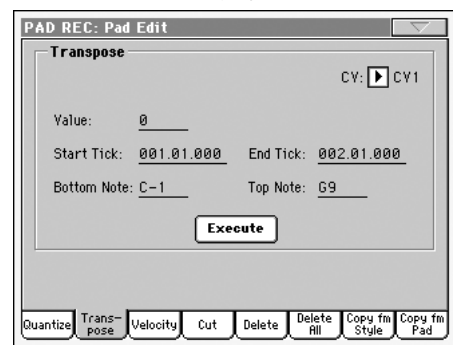 PAD REC: Pad Edit
Transpose
CV: CV1
Value: 0
Start Tick: 001.01.000 End Tick: 002.01.000
Bottom Note: C-1 Top Note: G9
Execute
Quantize Trans-pose Velocity Cut Delete Delete All Copy fm Style Copy fm Pad